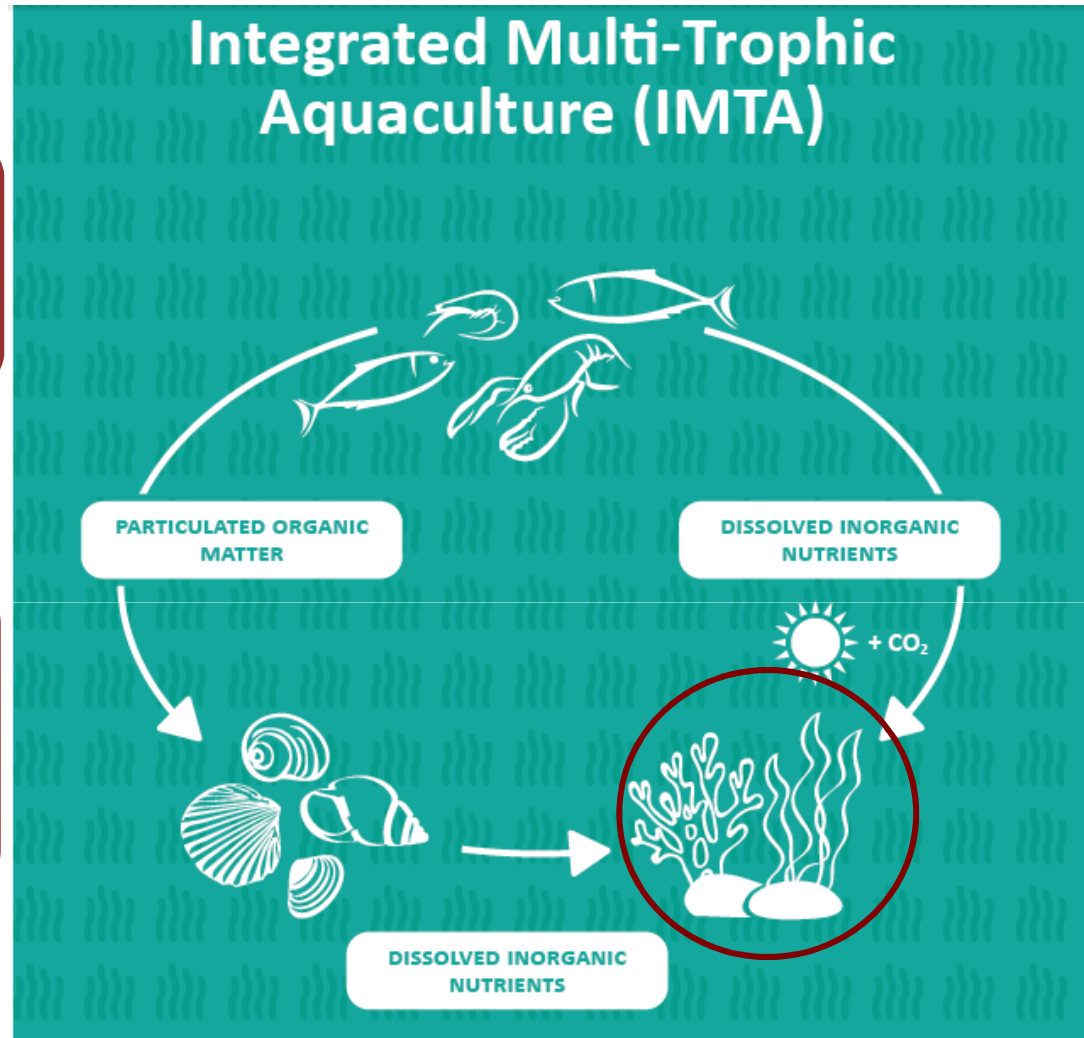 Integrated Multi-Trophic
Aquaculture (IMTA)
PARTICULATED ORGANIC
MATTER
DISSOLVED INORGANIC
NUTRIENTS
+ CO₂
DISSOLVED INORGANIC
NUTRIENTS